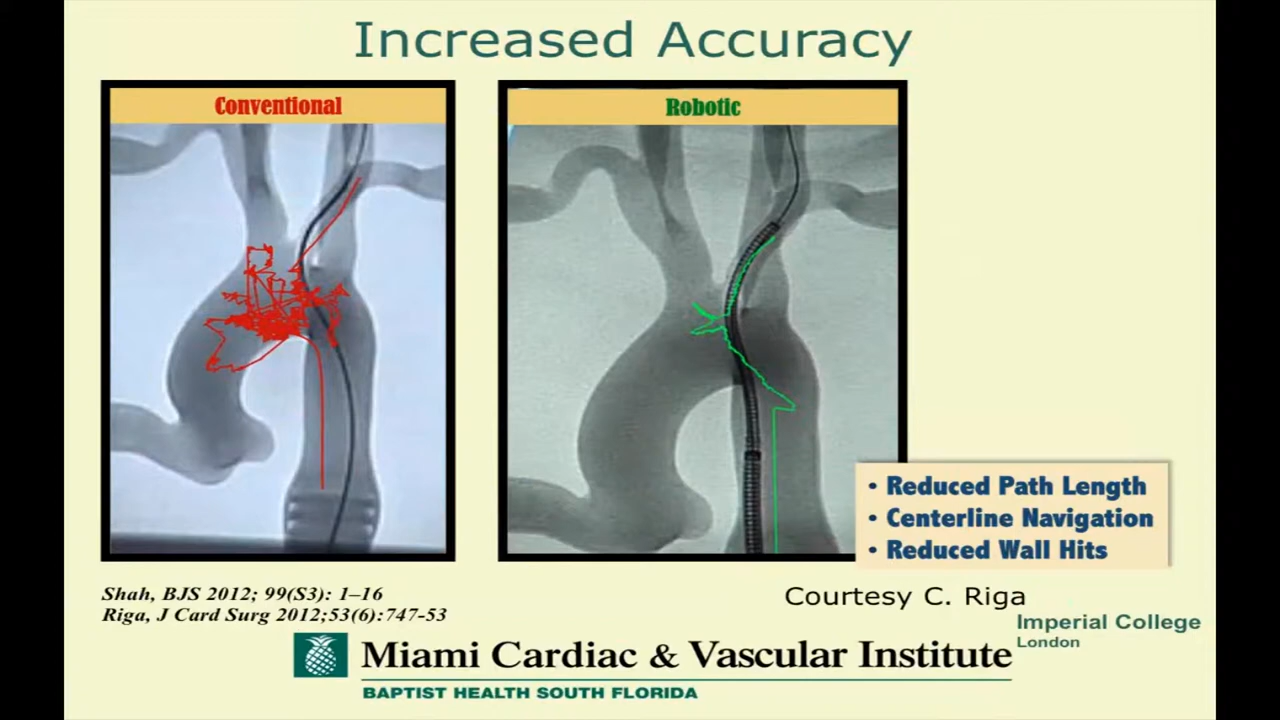 Increased Accuracy
Conventional
Robotic
• Reduced Path Length
• Centerline Navigation
• Reduced Wall Hits
Shah, BJS 2012; 99(S3): 1–16
Riga, J Card Surg 2012;53(6):747-53
Courtesy C. Riga
Imperial College
London
Miami Cardiac & Vascular Institute
BAPTIST HEALTH SOUTH FLORIDA